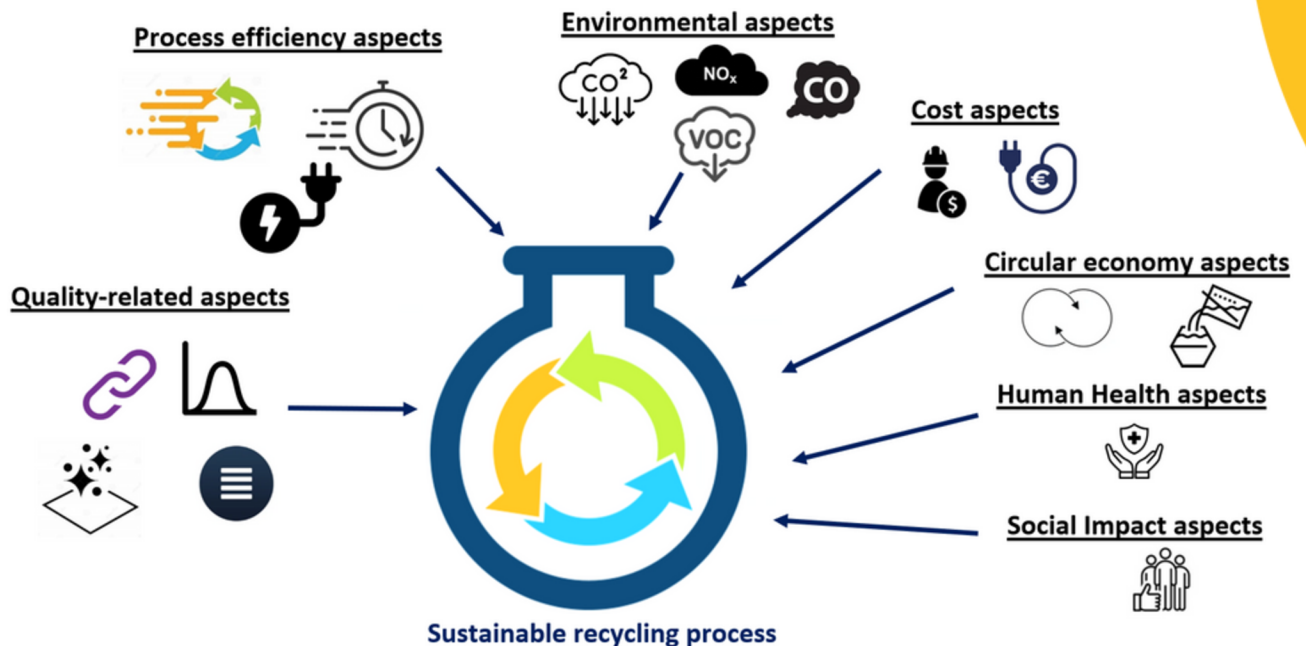 Process efficiency aspects
Environmental aspects
CO²
NOₓ
CO
VOC
Cost aspects
$
€
Circular economy aspects
Quality-related aspects
Human Health aspects
Social Impact aspects
Sustainable recycling process